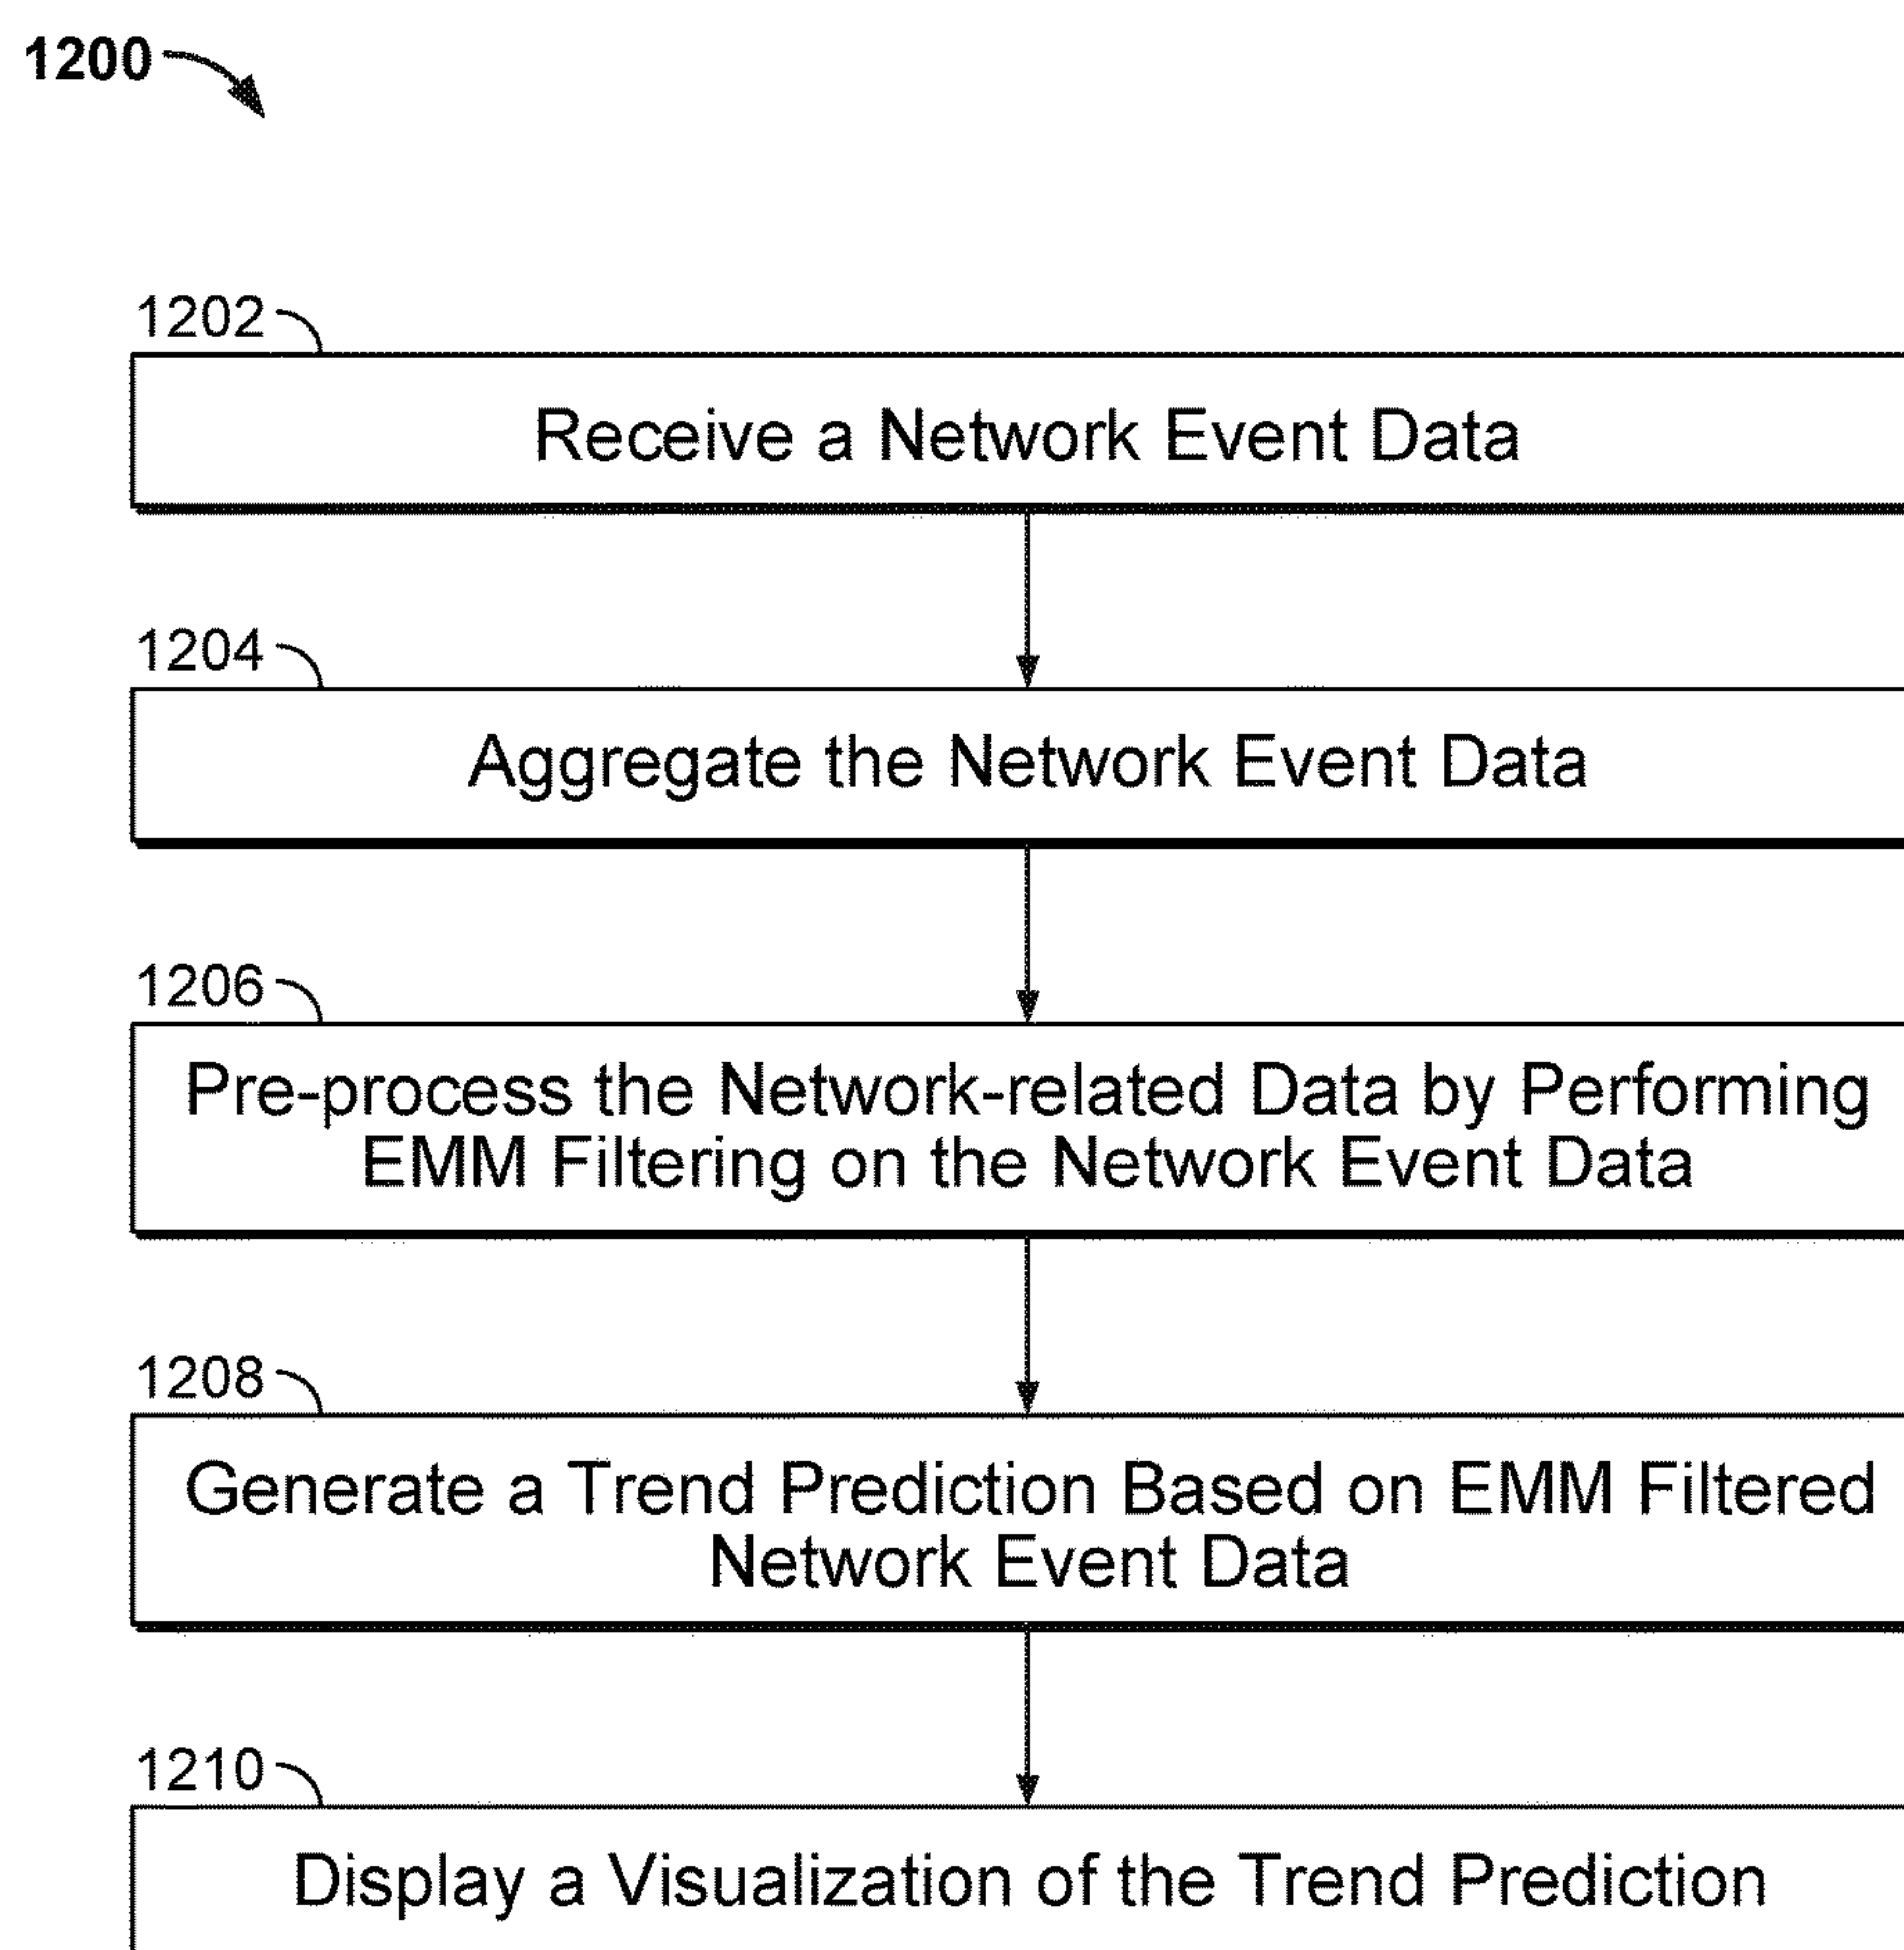 1200
1202
Receive a Network Event Data
1204
Aggregate the Network Event Data
1206
Pre-process the Network-related Data by Performing
EMM Filtering on the Network Event Data
1208
Generate a Trend Prediction Based on EMM Filtered
Network Event Data
1210
Display a Visualization of the Trend Prediction